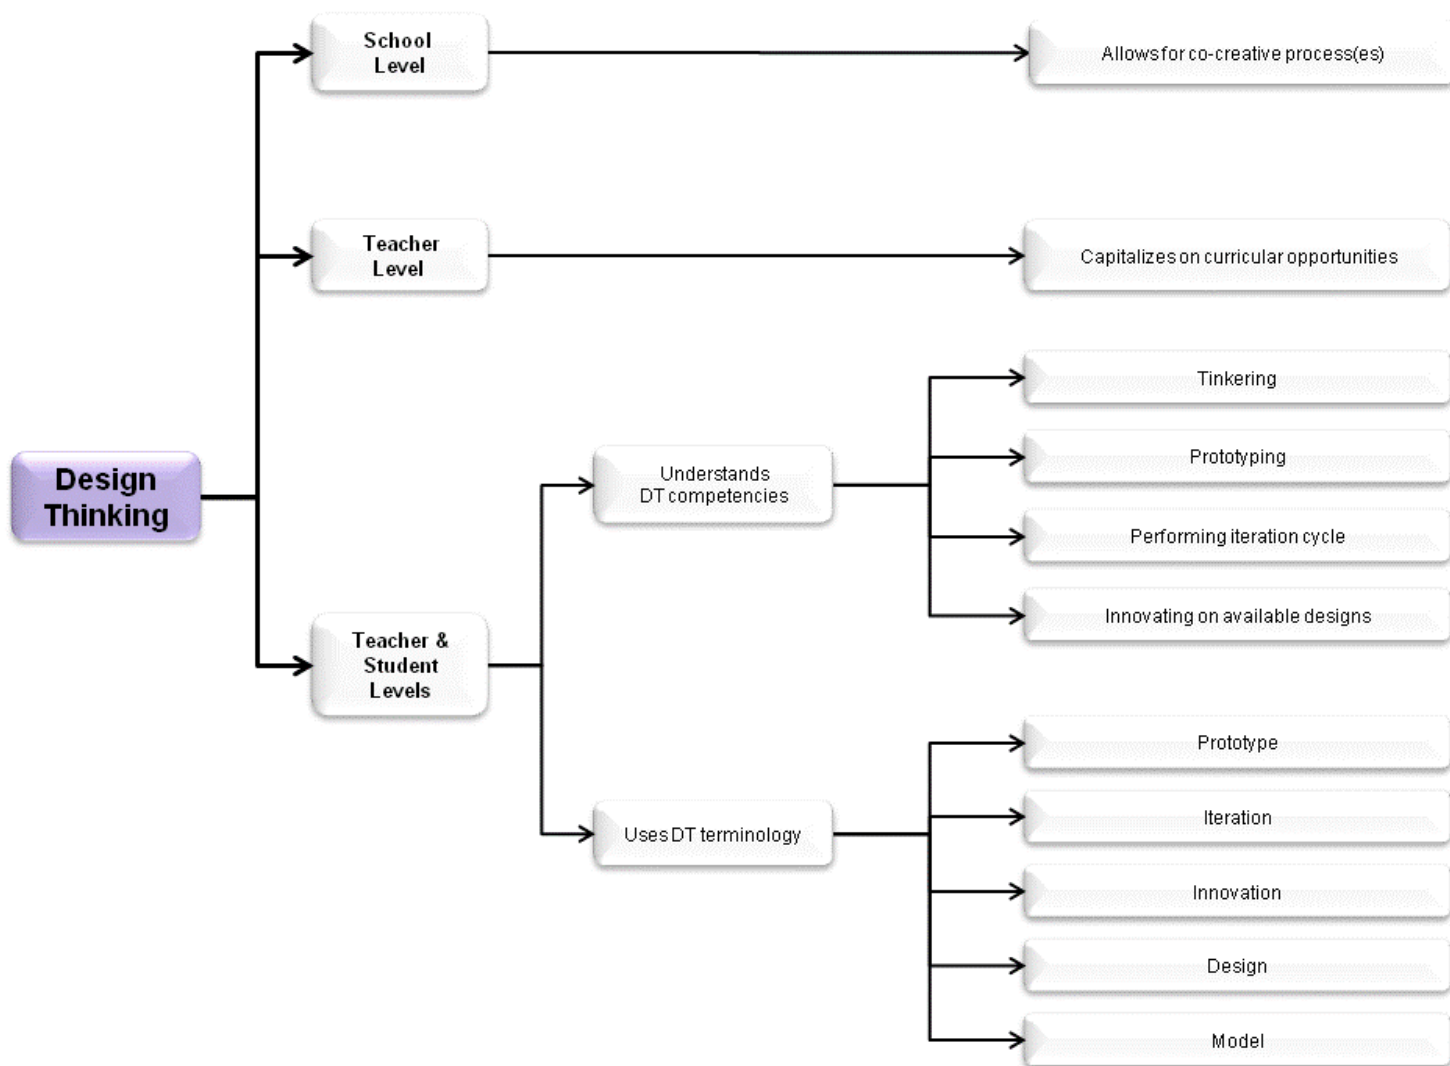 School
Level
Allows for co-creative process(es)
Teacher
Level
Capitalizes on curricular opportunities
Design
Thinking
Teacher &
Student
Levels
Understands
DT competencies
Tinkering
Prototyping
Performing iteration cycle
Innovating on available designs
Uses DT terminology
Prototype
Iteration
Innovation
Design
Model